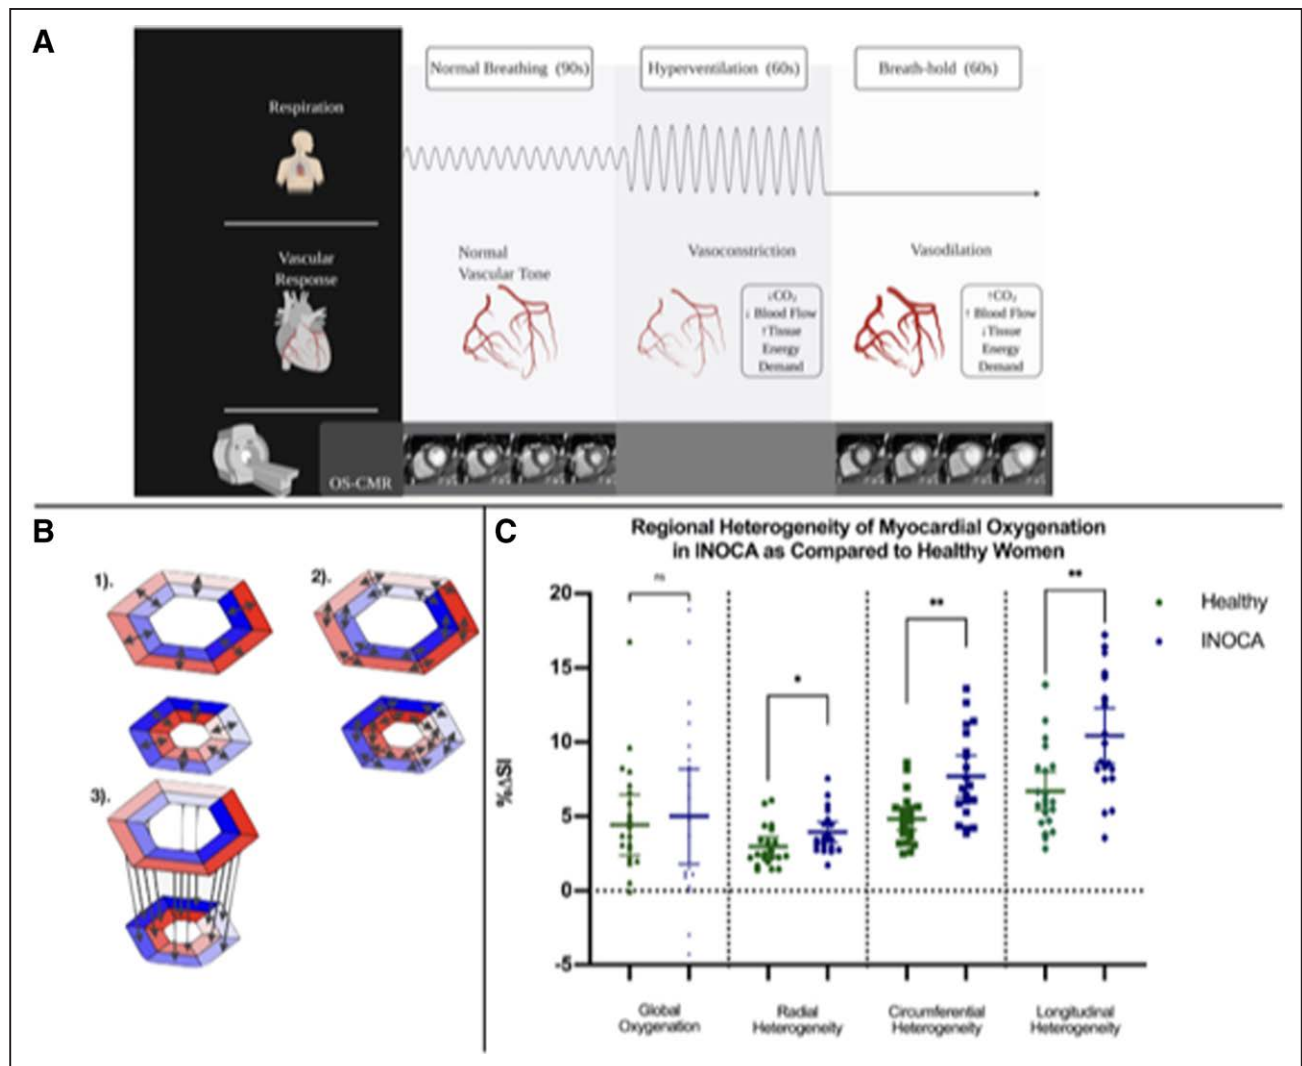 A
Normal Breathing (90s)
Hyperventilation (60s)
Breath-hold (60s)
Respiration
Vascular
Response
Normal
Vascular Tone
Vasoconstriction
↓CO₂
↓ Blood Flow
↑Tissue
Energy
Demand
Vasodilation
↑CO₂
↑ Blood Flow
↓Tissue
Energy
Demand
OS-CMR
B
1).
2).
3).
C
Regional Heterogeneity of Myocardial Oxygenation
in INOCA as Compared to Healthy Women
%ΔSI
20
15
10
5
0
-5
ns
*
**
**
Healthy
INOCA
Global
Oxygenation
Radial
Heterogeneity
Circumferential
Heterogeneity
Longitudinal
Heterogeneity